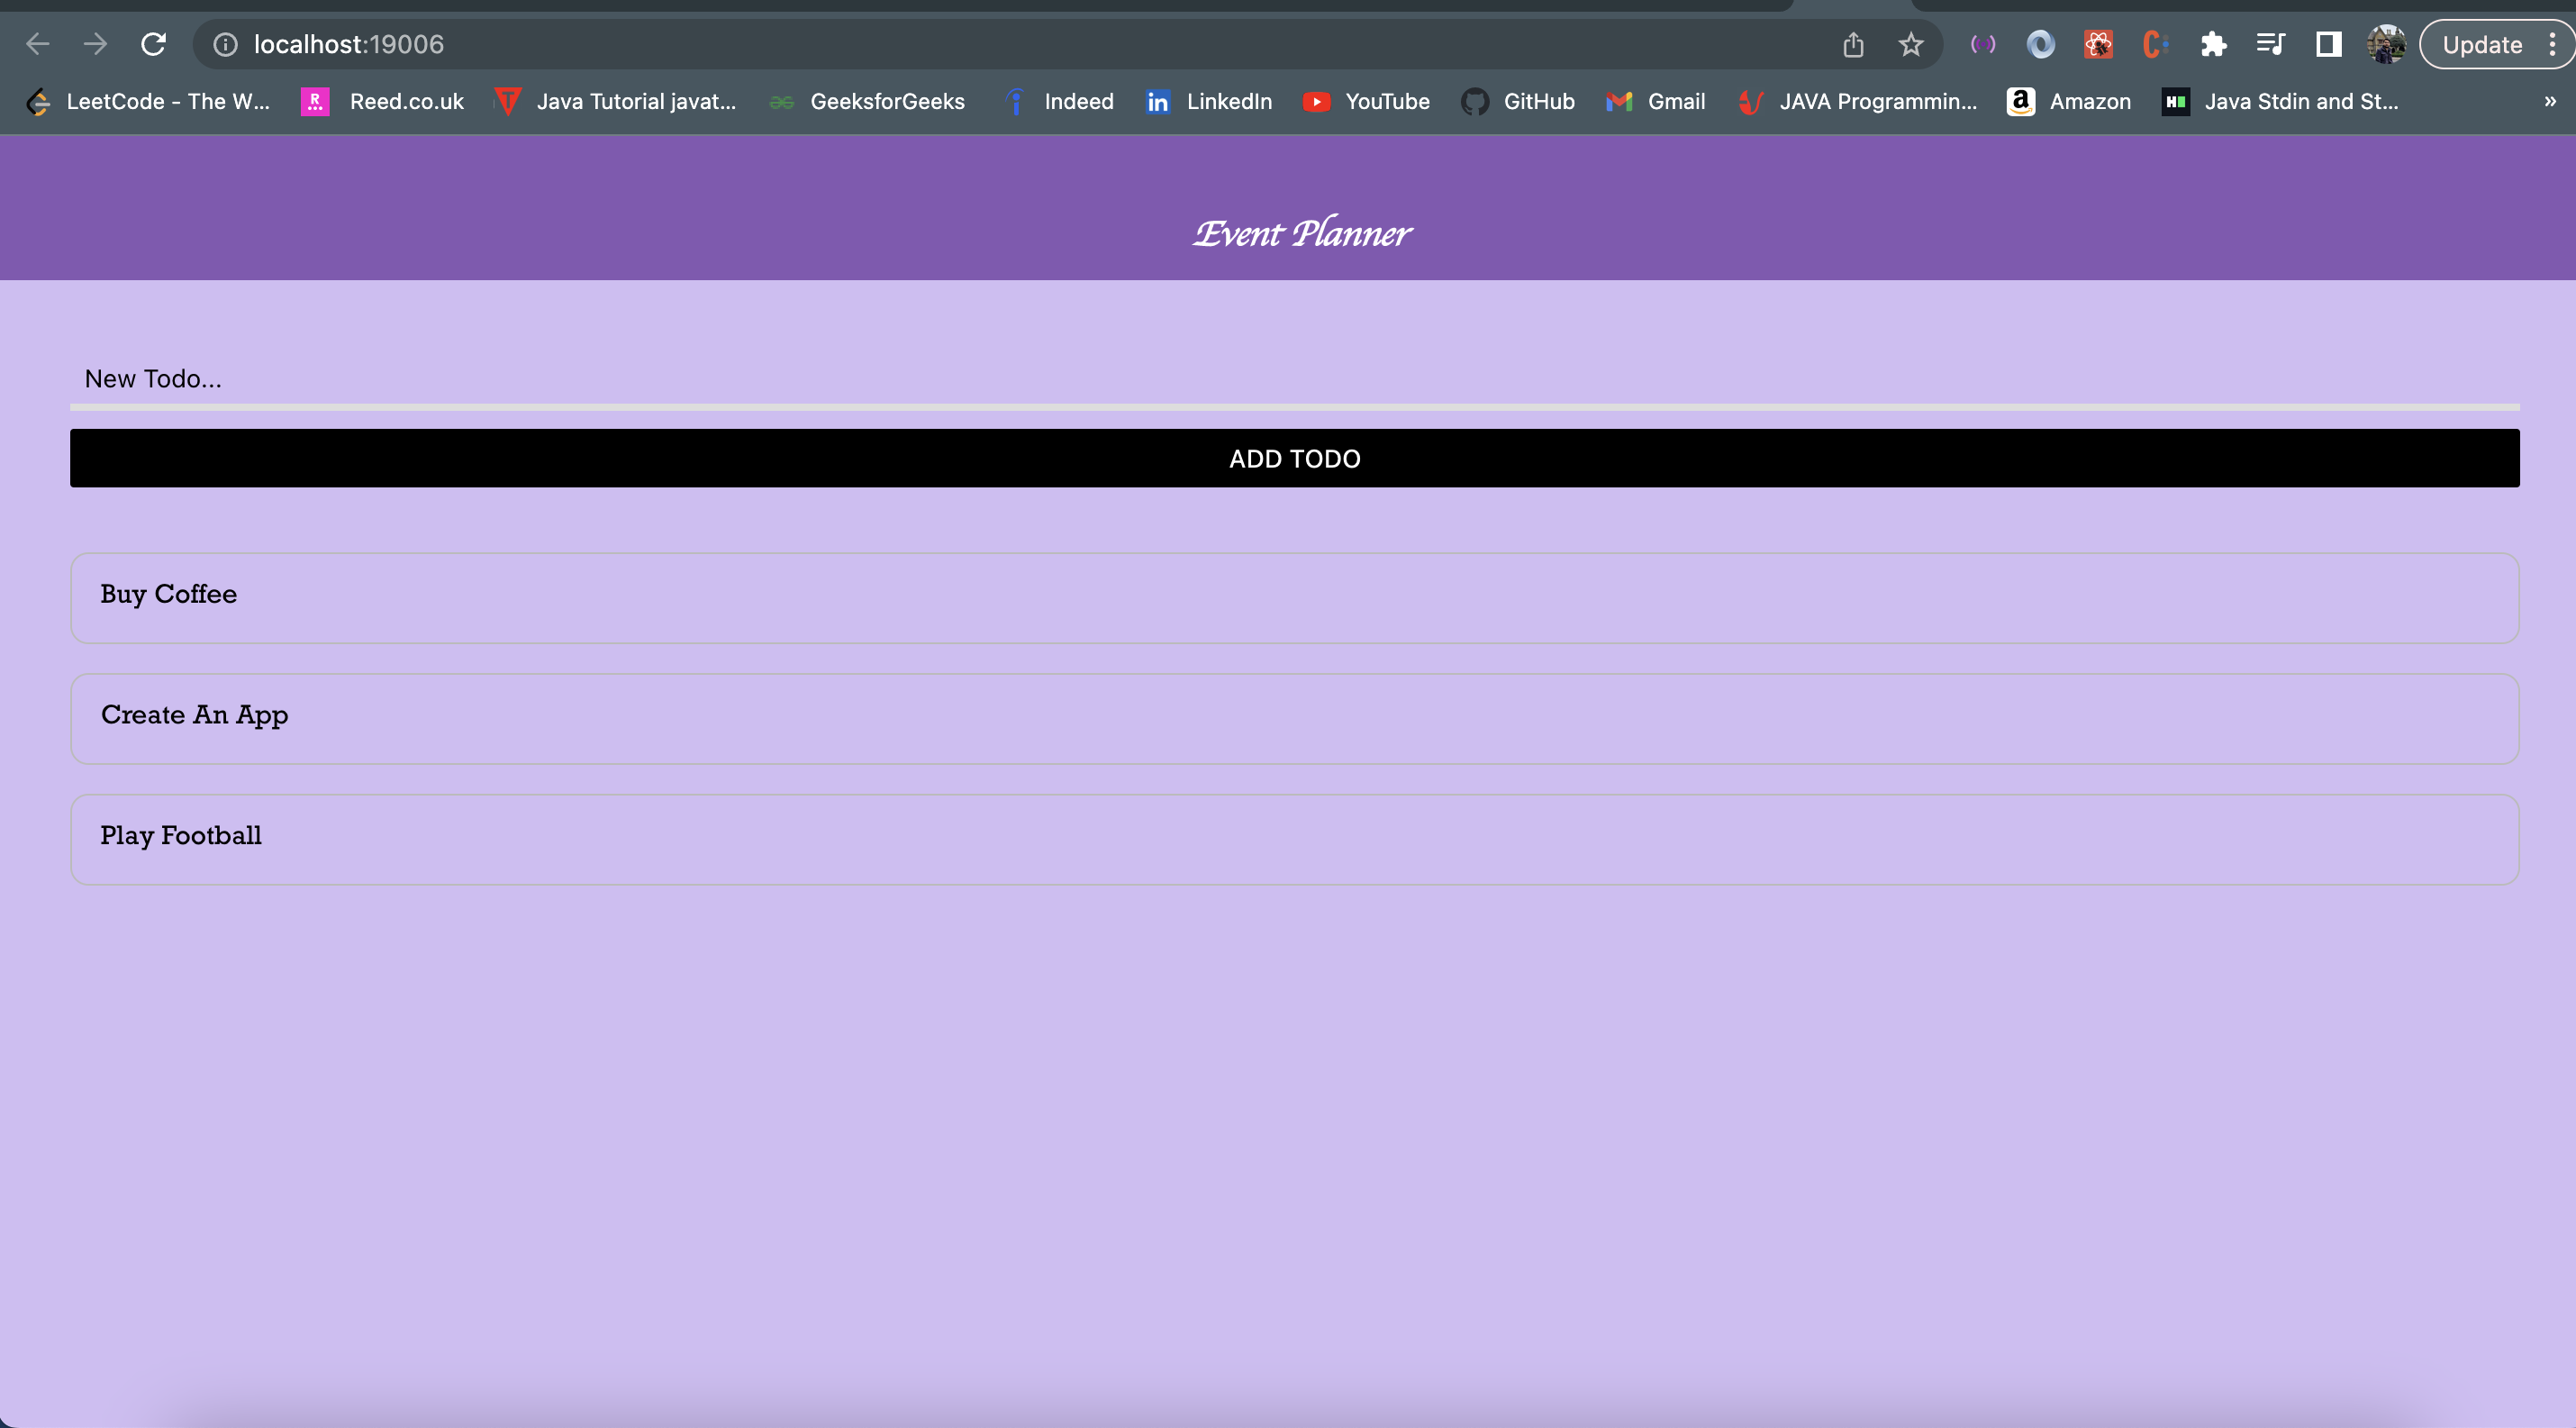 localhost:19006
Update
LeetCode - The W...
Reed.co.uk
Java Tutorial javat...
GeeksforGeeks
Indeed
LinkedIn
YouTube
GitHub
Gmail
JAVA Programmin...
Amazon
Java Stdin and St...
»
Event Planner
New Todo...
ADD TODO
Buy Coffee
Create An App
Play Football